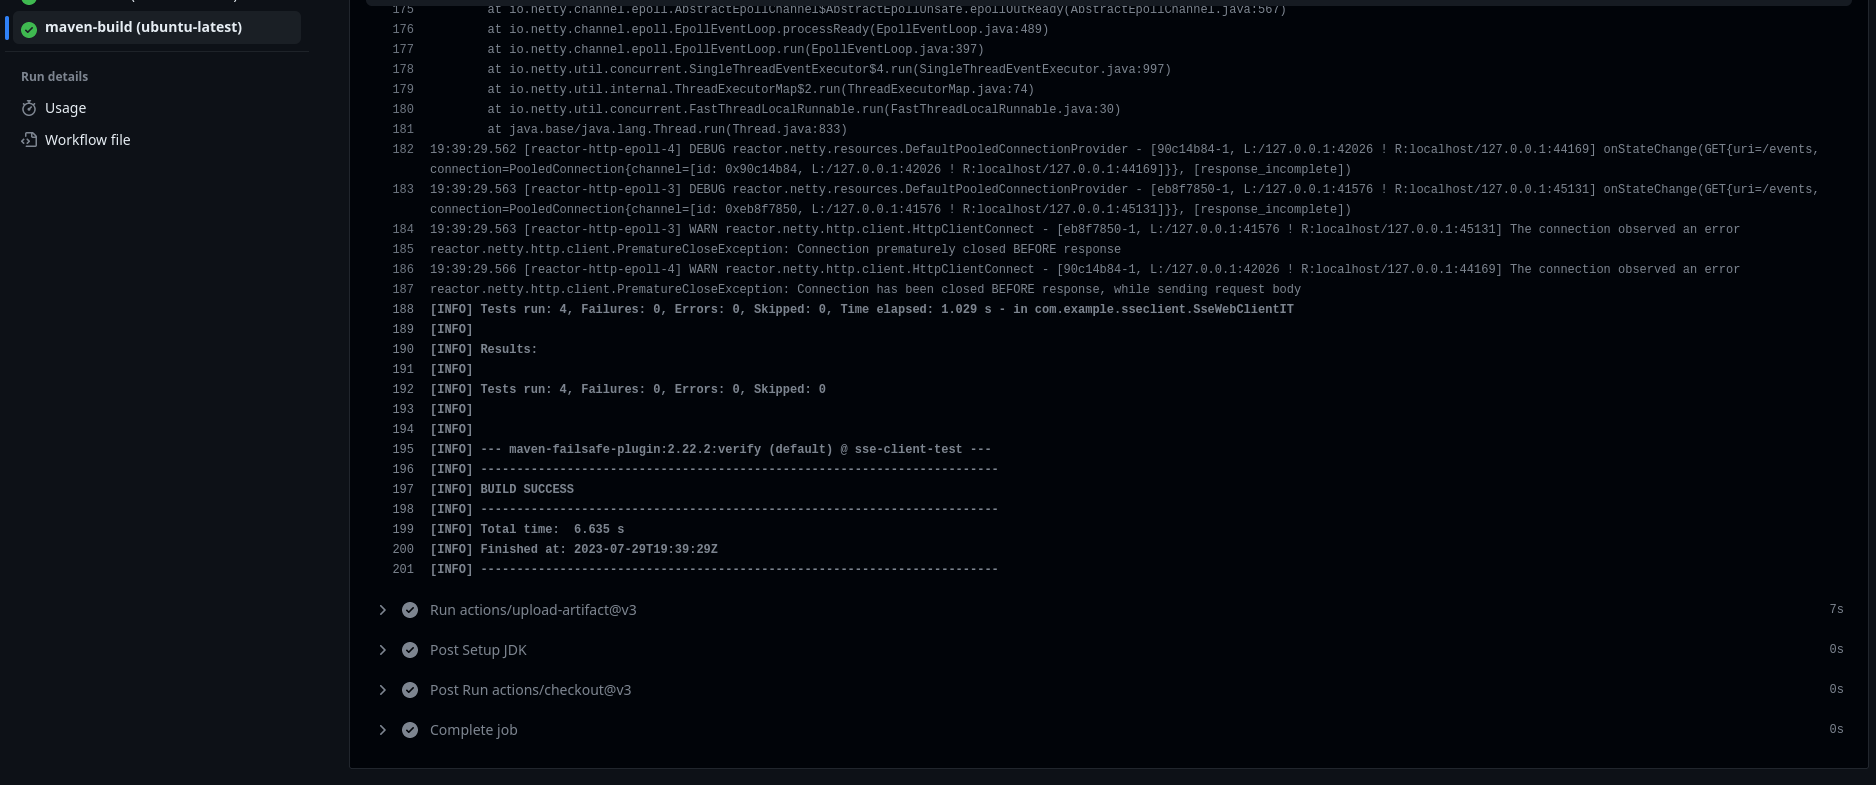 maven-build (ubuntu-latest)
Run details
Usage
Workflow file
175 at io.netty.channel.epoll.AbstractEpollChannel$AbstractEpollUnsafe.epollOutReady(AbstractEpollChannel.java:567)
176 at io.netty.channel.epoll.EpollEventLoop.processReady(EpollEventLoop.java:489)
177 at io.netty.channel.epoll.EpollEventLoop.run(EpollEventLoop.java:397)
178 at io.netty.util.concurrent.SingleThreadEventExecutor$4.run(SingleThreadEventExecutor.java:997)
179 at io.netty.util.internal.ThreadExecutorMap$2.run(ThreadExecutorMap.java:74)
180 at io.netty.util.concurrent.FastThreadLocalRunnable.run(FastThreadLocalRunnable.java:30)
181 at java.base/java.lang.Thread.run(Thread.java:833)
182 19:39:29.562 [reactor-http-epoll-4] DEBUG reactor.netty.resources.DefaultPooledConnectionProvider - [90c14b84-1, L:/127.0.0.1:42026 ! R:localhost/127.0.0.1:44169] onStateChange(GET{uri=/events,
connection=PooledConnection{channel=[id: 0x90c14b84, L:/127.0.0.1:42026 ! R:localhost/127.0.0.1:44169]}}, [response_incomplete])
183 19:39:29.563 [reactor-http-epoll-3] DEBUG reactor.netty.resources.DefaultPooledConnectionProvider - [eb8f7850-1, L:/127.0.0.1:41576 ! R:localhost/127.0.0.1:45131] onStateChange(GET{uri=/events,
connection=PooledConnection{channel=[id: 0xeb8f7850, L:/127.0.0.1:41576 ! R:localhost/127.0.0.1:45131]}}, [response_incomplete])
184 19:39:29.563 [reactor-http-epoll-3] WARN reactor.netty.http.client.HttpClientConnect - [eb8f7850-1, L:/127.0.0.1:41576 ! R:localhost/127.0.0.1:45131] The connection observed an error
185 reactor.netty.http.client.PrematureCloseException: Connection prematurely closed BEFORE response
186 19:39:29.566 [reactor-http-epoll-4] WARN reactor.netty.http.client.HttpClientConnect - [90c14b84-1, L:/127.0.0.1:42026 ! R:localhost/127.0.0.1:44169] The connection observed an error
187 reactor.netty.http.client.PrematureCloseException: Connection has been closed BEFORE response, while sending request body
188 [INFO] Tests run: 4, Failures: 0, Errors: 0, Skipped: 0, Time elapsed: 1.029 s - in com.example.sseclient.SseWebClientIT
189 [INFO]
190 [INFO] Results:
191 [INFO]
192 [INFO] Tests run: 4, Failures: 0, Errors: 0, Skipped: 0
193 [INFO]
194 [INFO]
195 [INFO] --- maven-failsafe-plugin:2.22.2:verify (default) @ sse-client-test ---
196 [INFO] ------------------------------------------------------------------------
197 [INFO] BUILD SUCCESS
198 [INFO] ------------------------------------------------------------------------
199 [INFO] Total time:  6.635 s
200 [INFO] Finished at: 2023-07-29T19:39:29Z
201 [INFO] ------------------------------------------------------------------------
Run actions/upload-artifact@v3 7s
Post Setup JDK 0s
Post Run actions/checkout@v3 0s
Complete job 0s